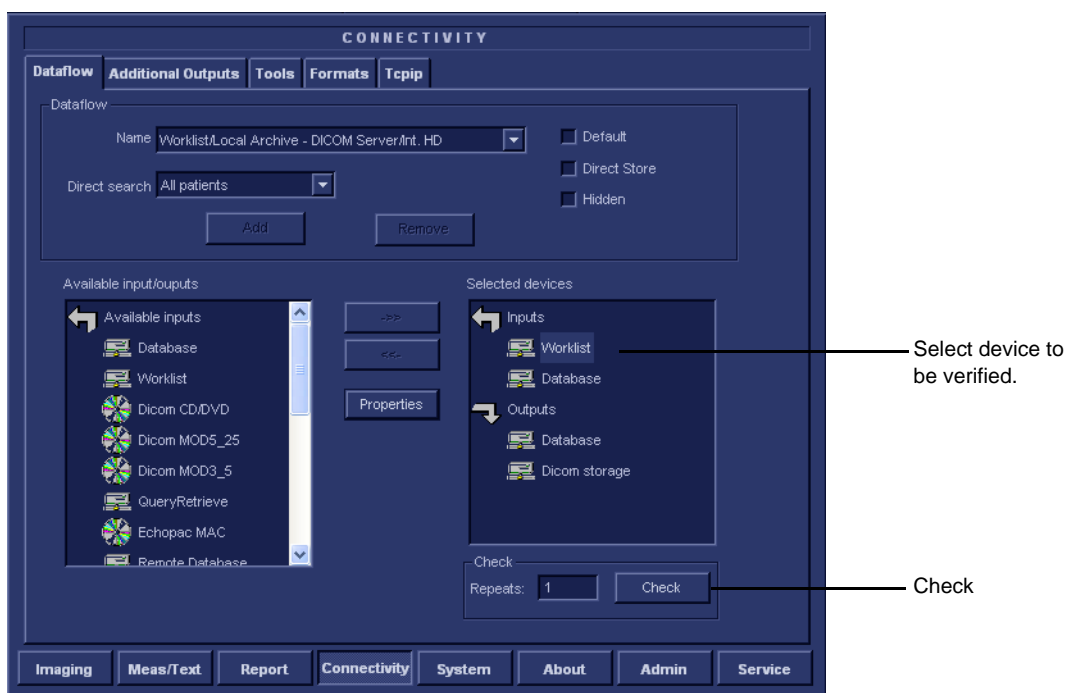 CONNECTIVITY
Dataflow Additional Outputs Tools Formats Tcpip
Dataflow
Name Worklist/Local Archive - DICOM Server/Int. HD
Default
Direct Store
Direct search All patients
Hidden
Add Remove
Available input/ouputs
Available inputs
Database
Worklist
Dicom CD/DVD
Dicom MOD5_25
Dicom MOD3_5
QueryRetrieve
Echopac MAC
Remote Database
->>
<<-
Properties
Selected devices
Inputs
Worklist
Database
Outputs
Database
Dicom storage
Check
Repeats: 1 Check
Select device to
be verified.
Check
Imaging Meas/Text Report Connectivity System About Admin Service